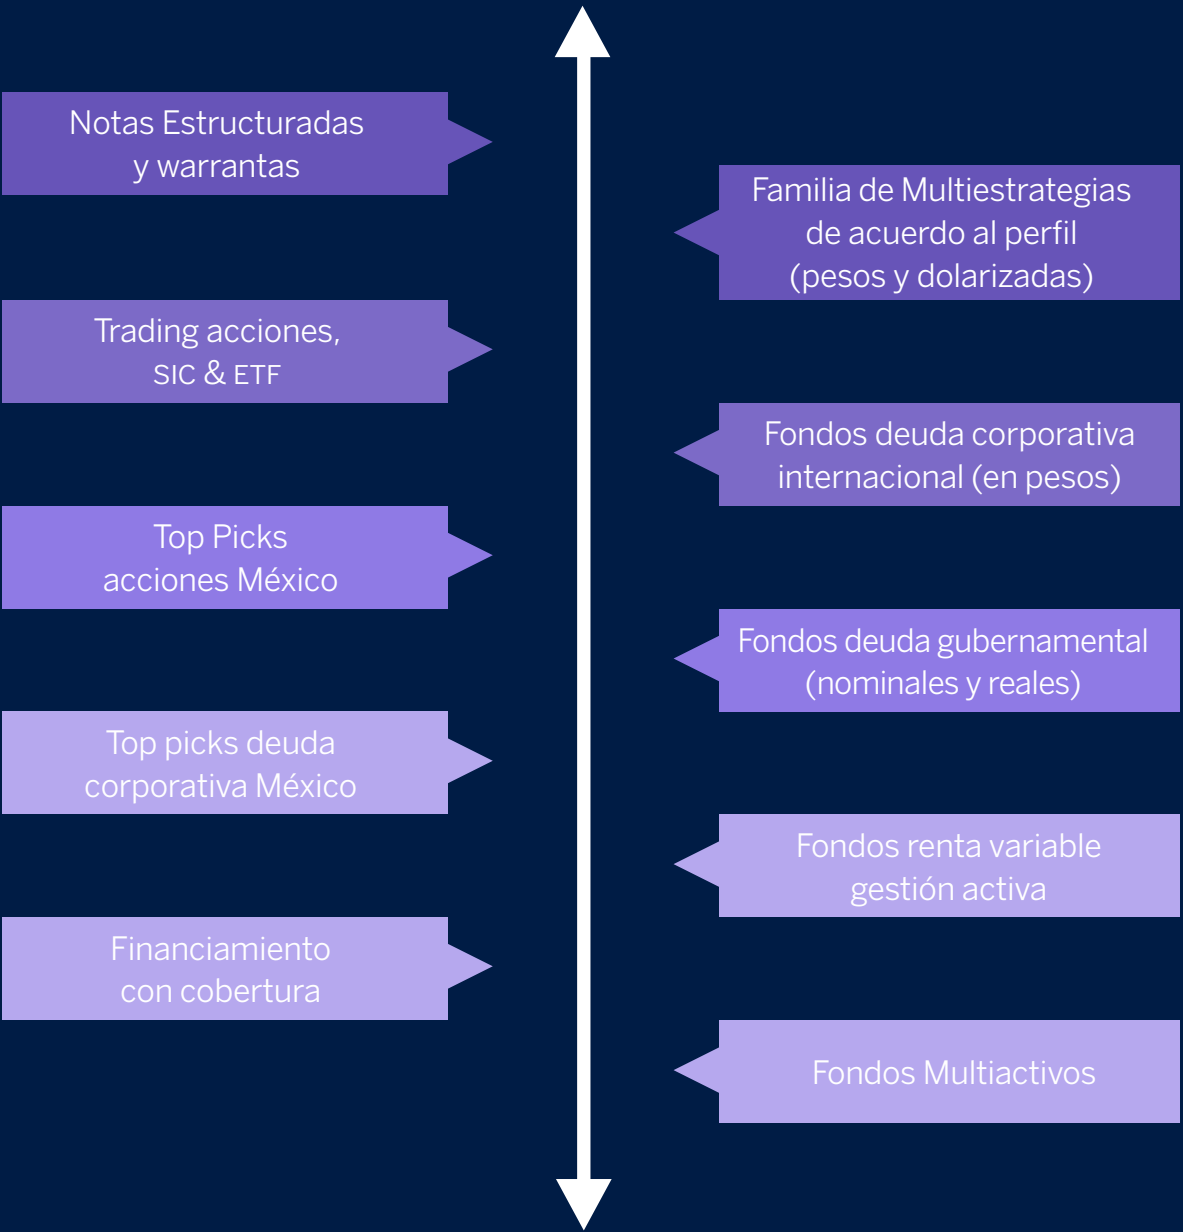 Notas Estructuradas
y warrantas
Familia de Multiestrategias
de acuerdo al perfil
(pesos y dolarizadas)
Trading acciones,
SIC & ETF
Fondos deuda corporativa
internacional (en pesos)
Top Picks
acciones México
Fondos deuda gubernamental
(nominales y reales)
Top picks deuda
corporativa México
Fondos renta variable
gestión activa
Financiamiento
con cobertura
Fondos Multiactivos